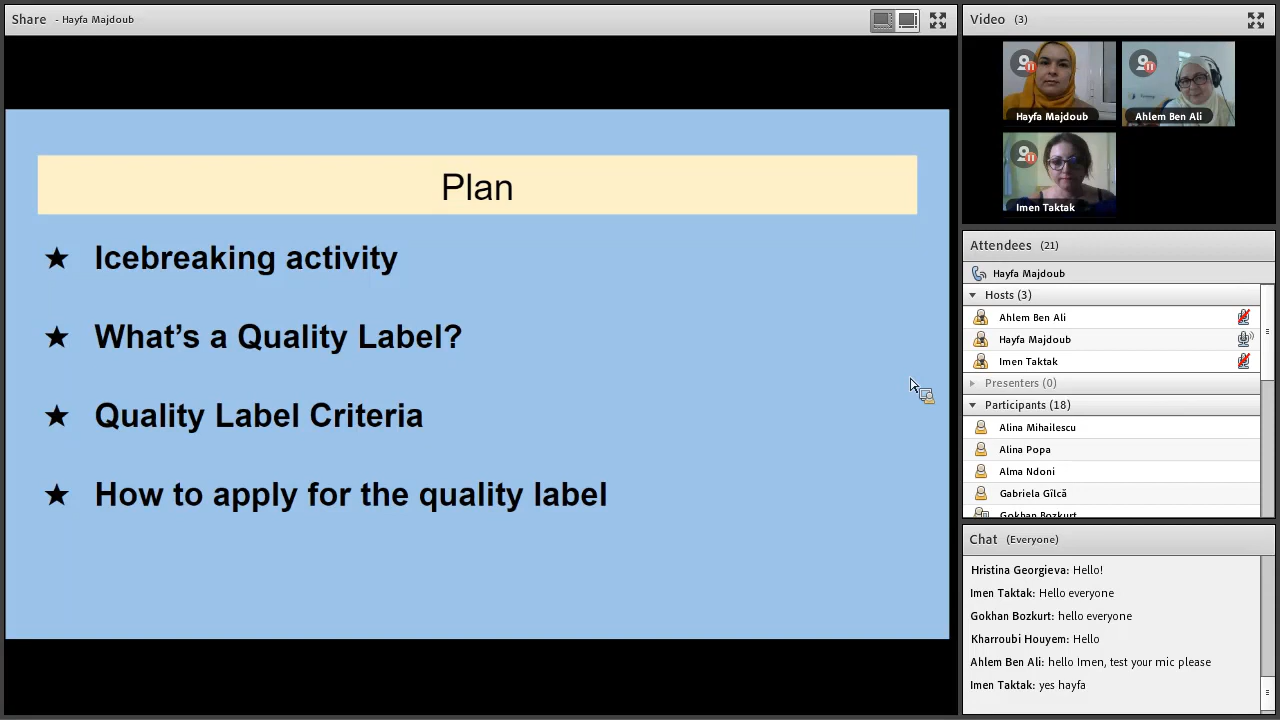 Share - Hayfa Majdoub
Plan
★ Icebreaking activity
★ What’s a Quality Label?
★ Quality Label Criteria
★ How to apply for the quality label
Video (3)
Hayfa Majdoub
Ahlem Ben Ali
Imen Taktak
Attendees (21)
Hayfa Majdoub
Hosts (3)
Ahlem Ben Ali
Hayfa Majdoub
Imen Taktak
Presenters (0)
Participants (18)
Alina Mihailescu
Alina Popa
Alma Ndoni
Gabriela Gîlcă
Gokhan Bozkurt
Chat (Everyone)
Hristina Georgieva: Hello!
Imen Taktak: Hello everyone
Gokhan Bozkurt: hello everyone
Kharroubi Houyem: Hello
Ahlem Ben Ali: hello Imen, test your mic please
Imen Taktak: yes hayfa